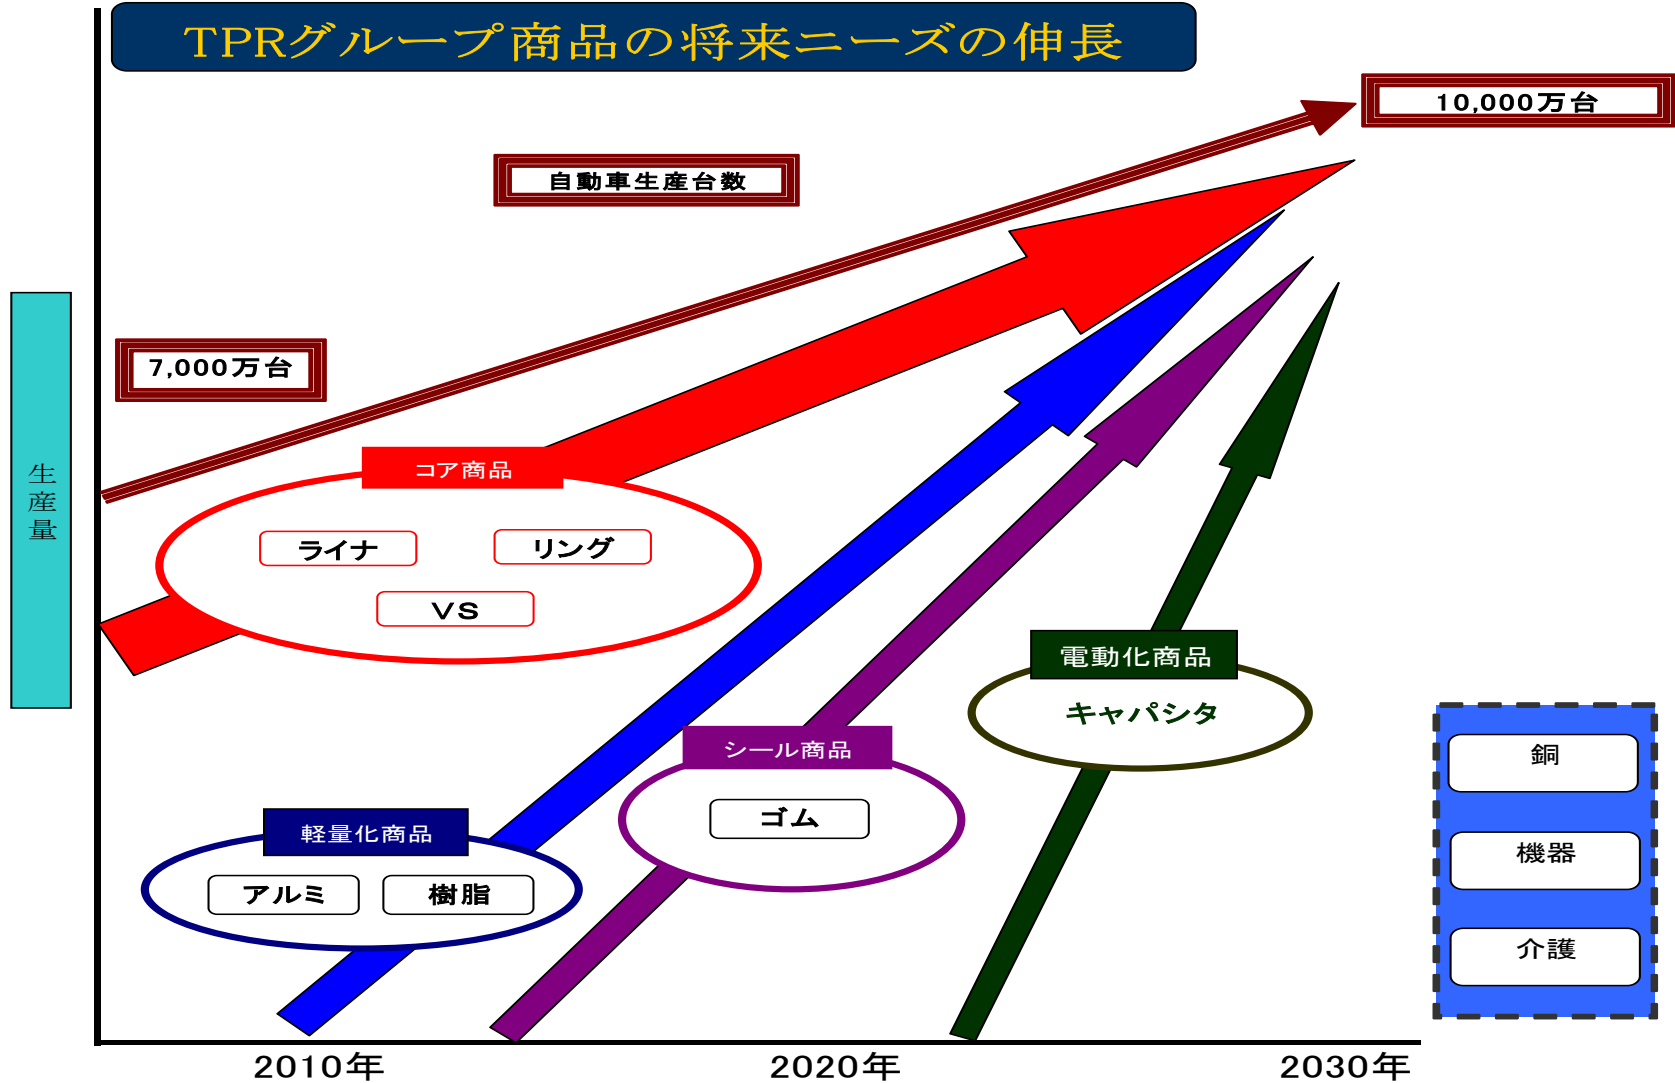 TPRグループ商品の将来ニーズの伸長
10,000万台
自動車生産台数
7,000万台
生産量
コア商品
ライナ
リング
VS
電動化商品
キャパシタ
シール商品
ゴム
軽量化商品
アルミ
樹脂
銅
機器
介護
2010年
2020年
2030年